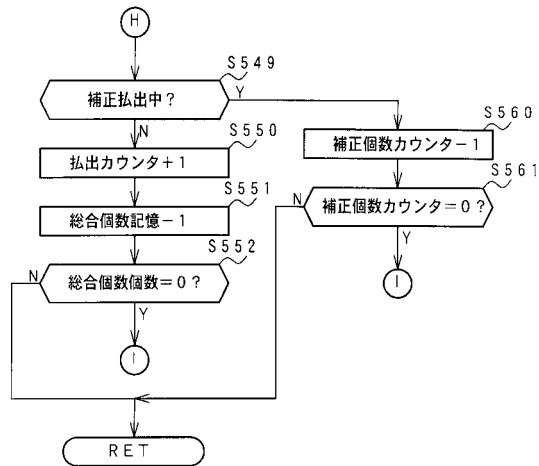 H
S549
補正払出中?
Y
N
S550
払出カウンタ+1
S551
総合個数記憶-1
S552
総合個数個数=0?
N
Y
I
S560
補正個数カウンター1
S561
補正個数カウンター=0?
N
Y
I
RET